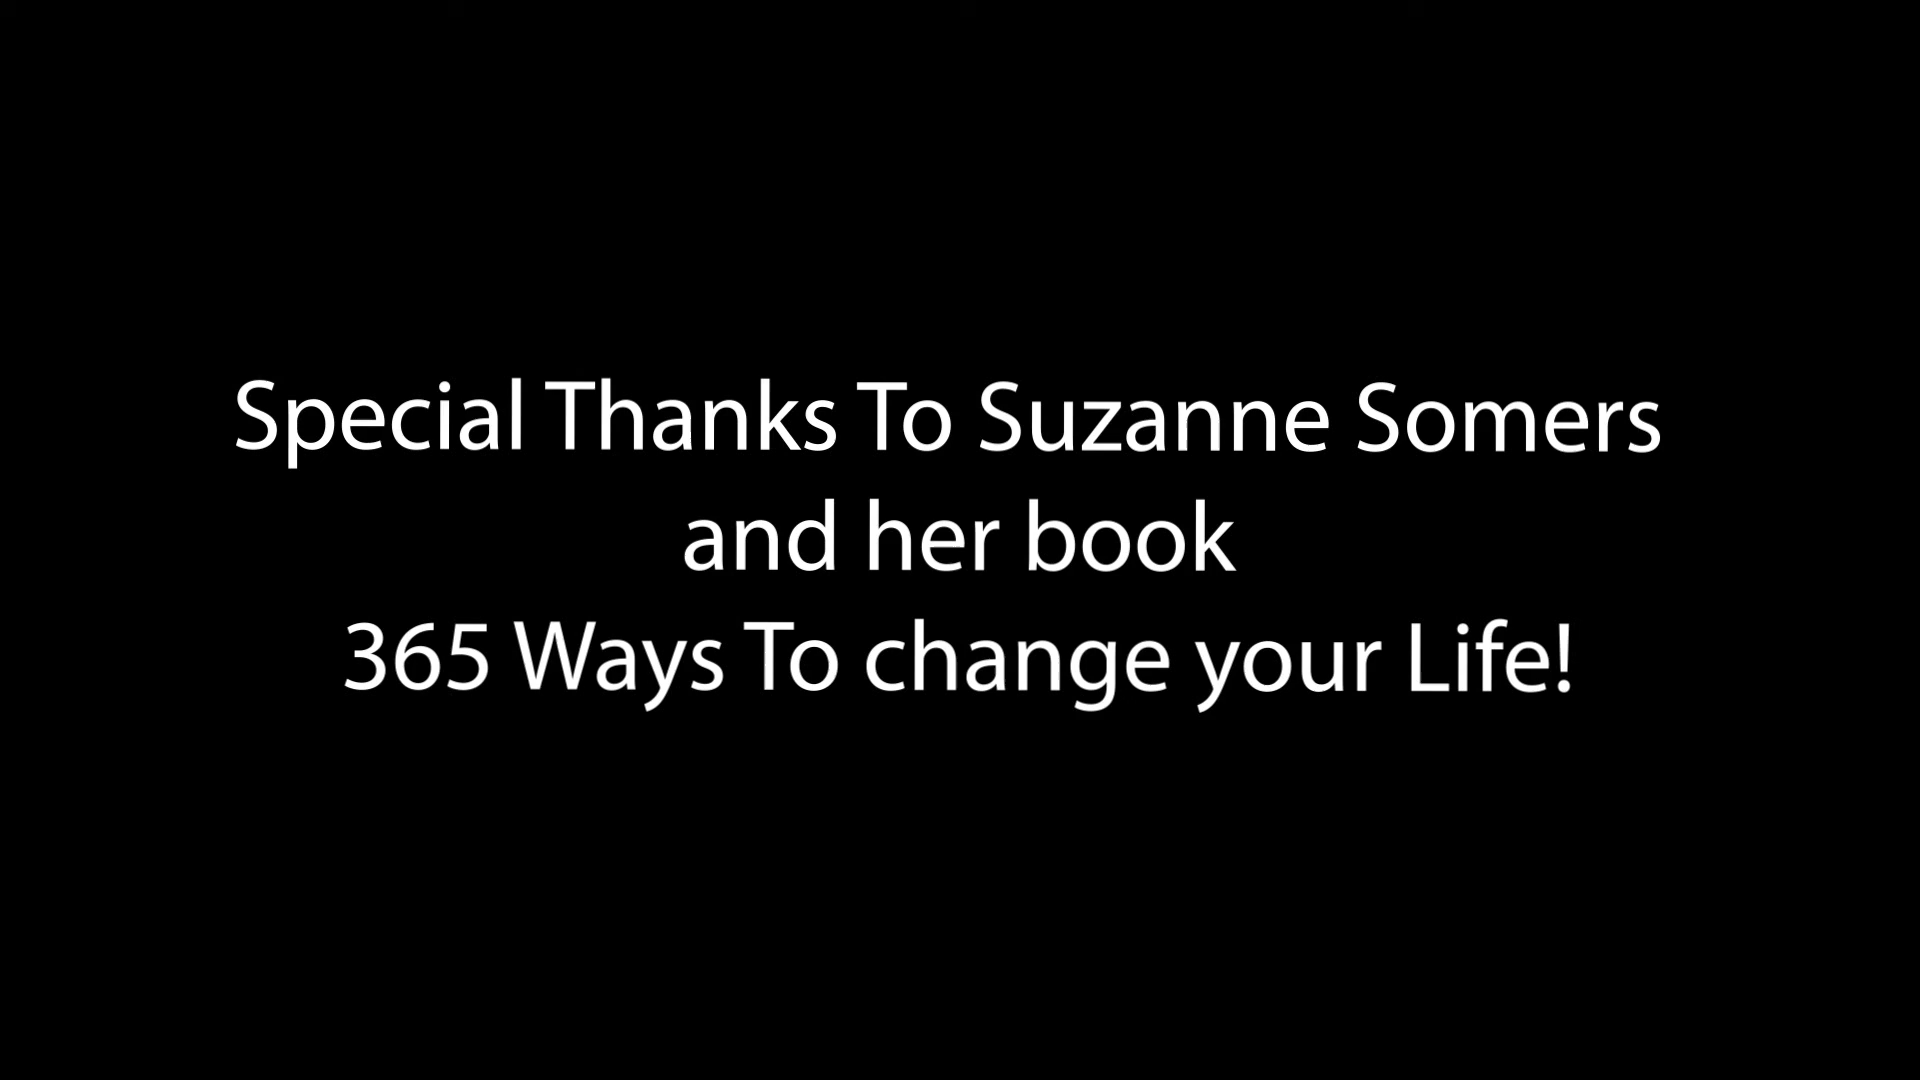 Special Thanks To Suzanne Somers
and her book
365 Ways To change your Life!